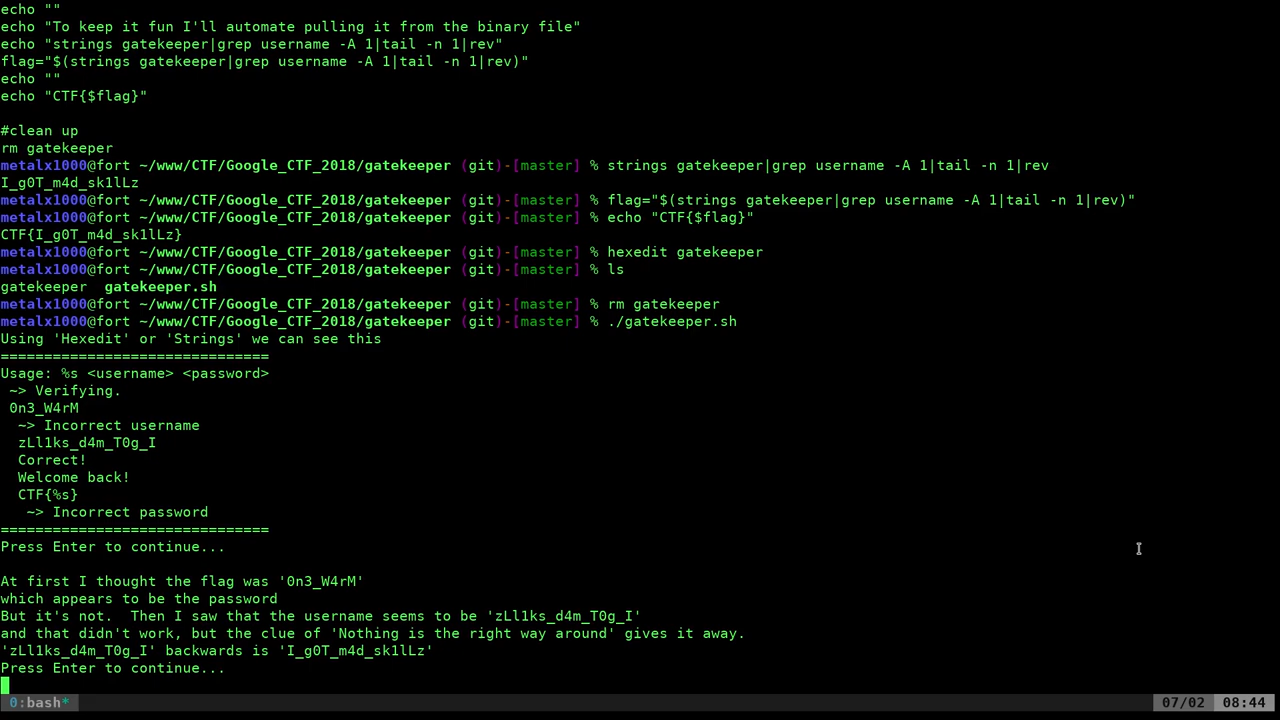 echo ""
echo "To keep it fun I'll automate pulling it from the binary file"
echo "strings gatekeeper|grep username -A 1|tail -n 1|rev"
flag="$(strings gatekeeper|grep username -A 1|tail -n 1|rev)"
echo ""
echo "CTF{$flag}"
#clean up
rm gatekeeper
metalx1000@fort ~/www/CTF/Google_CTF_2018/gatekeeper (git)-[master] % strings gatekeeper|grep username -A 1|tail -n 1|rev
I_g0T_m4d_sk1lLz
metalx1000@fort ~/www/CTF/Google_CTF_2018/gatekeeper (git)-[master] % flag="$(strings gatekeeper|grep username -A 1|tail -n 1|rev)"
metalx1000@fort ~/www/CTF/Google_CTF_2018/gatekeeper (git)-[master] % echo "CTF{$flag}"
CTF{I_g0T_m4d_sk1lLz}
metalx1000@fort ~/www/CTF/Google_CTF_2018/gatekeeper (git)-[master] % hexedit gatekeeper
metalx1000@fort ~/www/CTF/Google_CTF_2018/gatekeeper (git)-[master] % ls
gatekeeper  gatekeeper.sh
metalx1000@fort ~/www/CTF/Google_CTF_2018/gatekeeper (git)-[master] % rm gatekeeper
metalx1000@fort ~/www/CTF/Google_CTF_2018/gatekeeper (git)-[master] % ./gatekeeper.sh
Using 'Hexedit' or 'Strings' we can see this
===============================
Usage: %s <username> <password>
 ~> Verifying.
 0n3_W4rM
  ~> Incorrect username
  zLl1ks_d4m_T0g_I
  Correct!
  Welcome back!
  CTF{%s}
   ~> Incorrect password
===============================
Press Enter to continue...
At first I thought the flag was '0n3_W4rM'
which appears to be the password
But it's not.  Then I saw that the username seems to be 'zLl1ks_d4m_T0g_I'
and that didn't work, but the clue of 'Nothing is the right way around' gives it away.
'zLl1ks_d4m_T0g_I' backwards is 'I_g0T_m4d_sk1lLz'
Press Enter to continue...
0:bash* 07/02 08:44